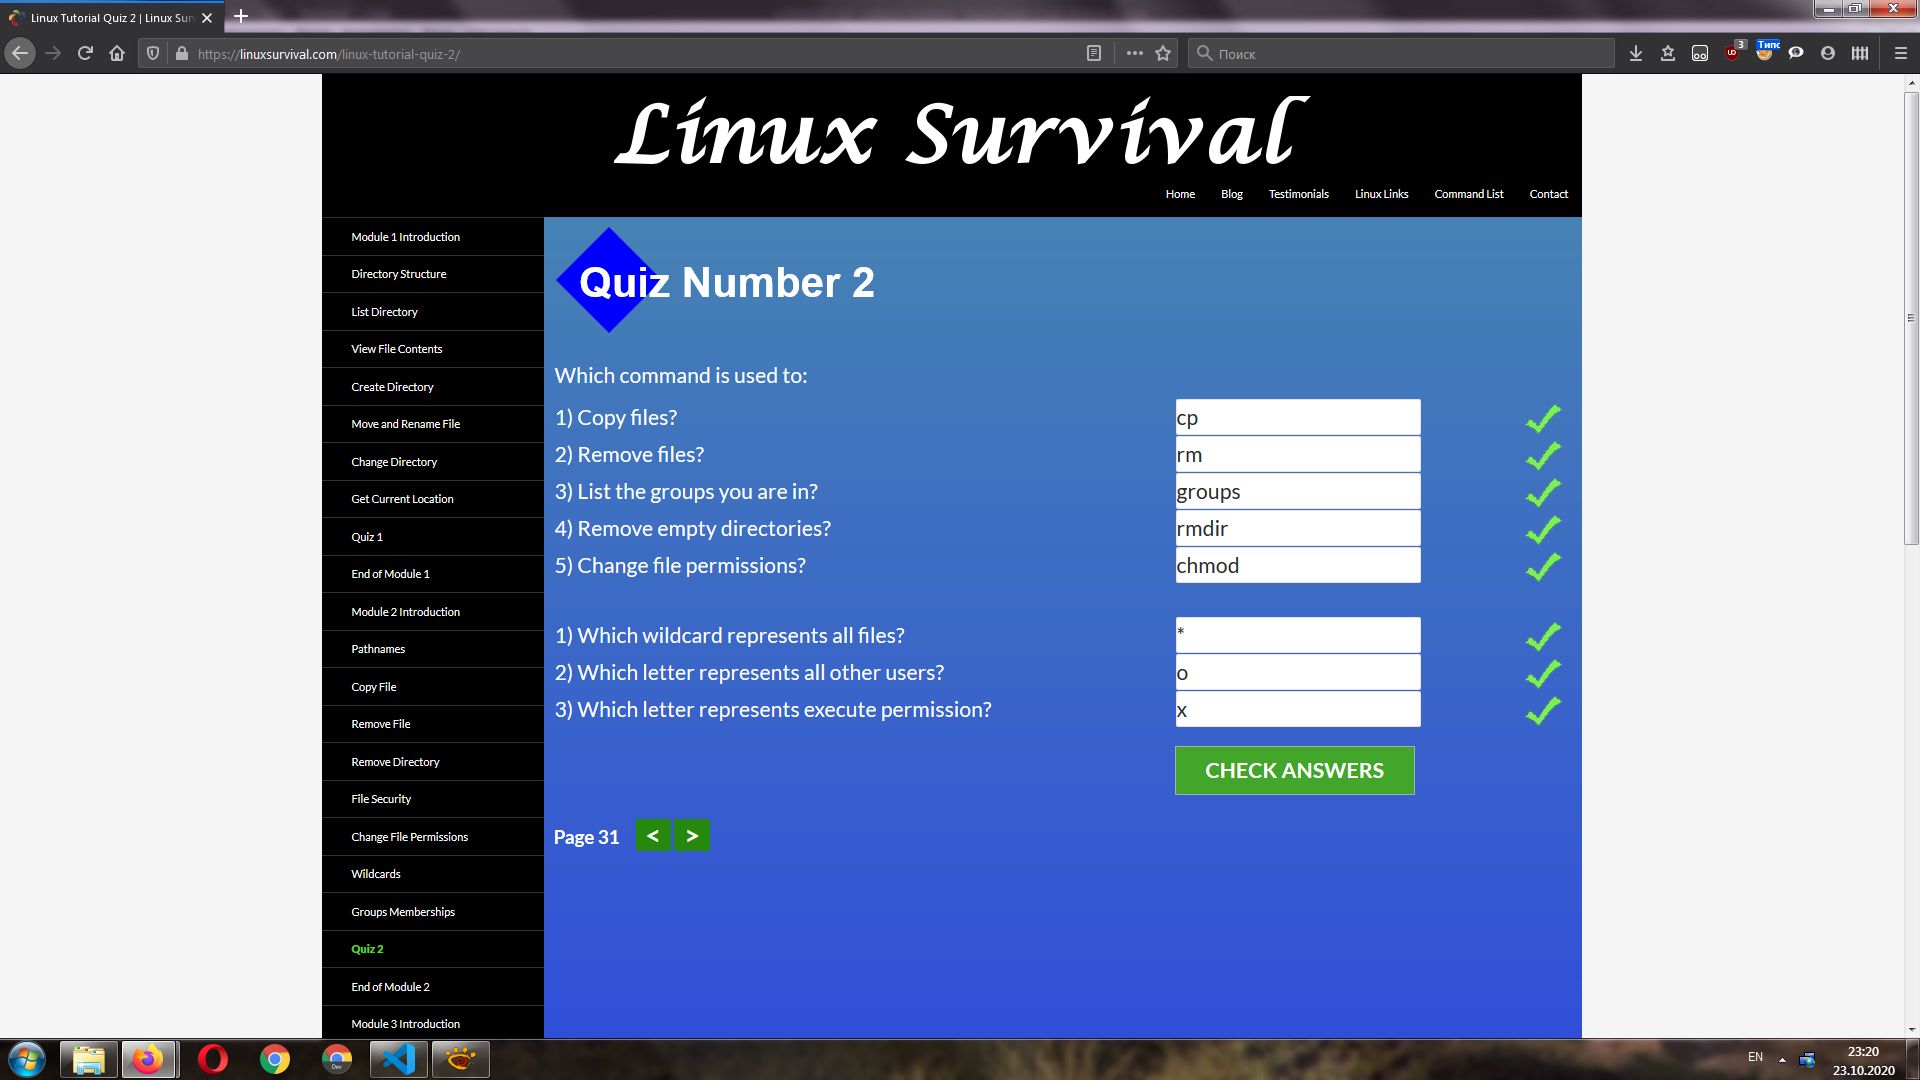 Linux Tutorial Quiz 2 | Linux Sur
https://linuxsurvival.com/linux-tutorial-quiz-2/
Поиск
3
Типс
Linux Survival
Home Blog Testimonials Linux Links Command List Contact
Module 1 Introduction
Directory Structure
List Directory
View File Contents
Create Directory
Move and Rename File
Change Directory
Get Current Location
Quiz 1
End of Module 1
Module 2 Introduction
Pathnames
Copy File
Remove File
Remove Directory
File Security
Change File Permissions
Wildcards
Groups Memberships
Quiz 2
End of Module 2
Module 3 Introduction
Quiz Number 2
Which command is used to:
1) Copy files? cp
2) Remove files? rm
3) List the groups you are in? groups
4) Remove empty directories? rmdir
5) Change file permissions? chmod
1) Which wildcard represents all files? *
2) Which letter represents all other users? o
3) Which letter represents execute permission? x
CHECK ANSWERS
Page 31 < >
Dev
EN
23:20
23.10.2020